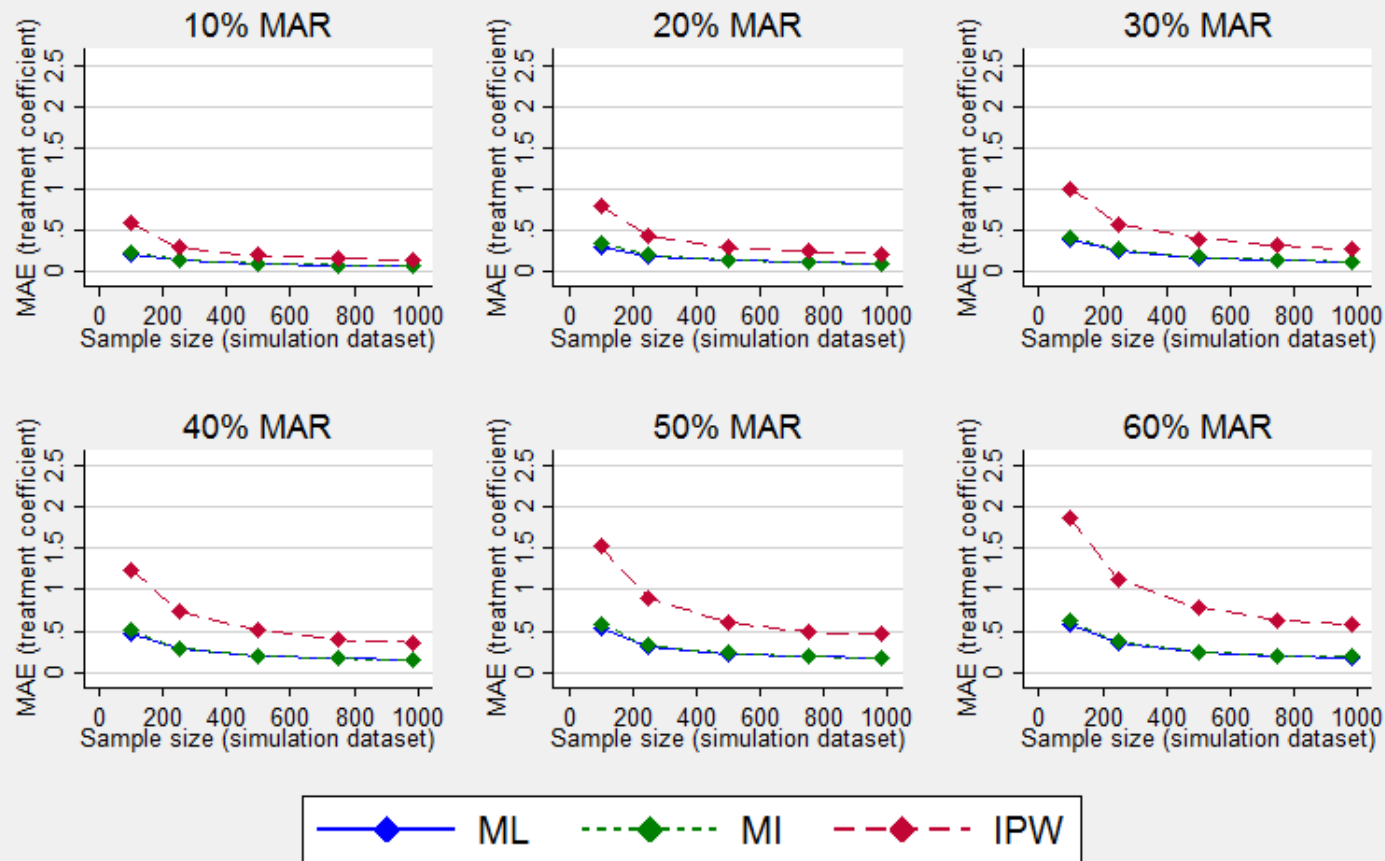 10% MAR
MAE (treatment coefficient)
0 .5 1 1.5 2 2.5
0 200 400 600 800 1000
Sample size (simulation dataset)
20% MAR
MAE (treatment coefficient)
0 .5 1 1.5 2 2.5
0 200 400 600 800 1000
Sample size (simulation dataset)
30% MAR
MAE (treatment coefficient)
0 .5 1 1.5 2 2.5
0 200 400 600 800 1000
Sample size (simulation dataset)
40% MAR
MAE (treatment coefficient)
0 .5 1 1.5 2 2.5
0 200 400 600 800 1000
Sample size (simulation dataset)
50% MAR
MAE (treatment coefficient)
0 .5 1 1.5 2 2.5
0 200 400 600 800 1000
Sample size (simulation dataset)
60% MAR
MAE (treatment coefficient)
0 .5 1 1.5 2 2.5
0 200 400 600 800 1000
Sample size (simulation dataset)
ML MI IPW